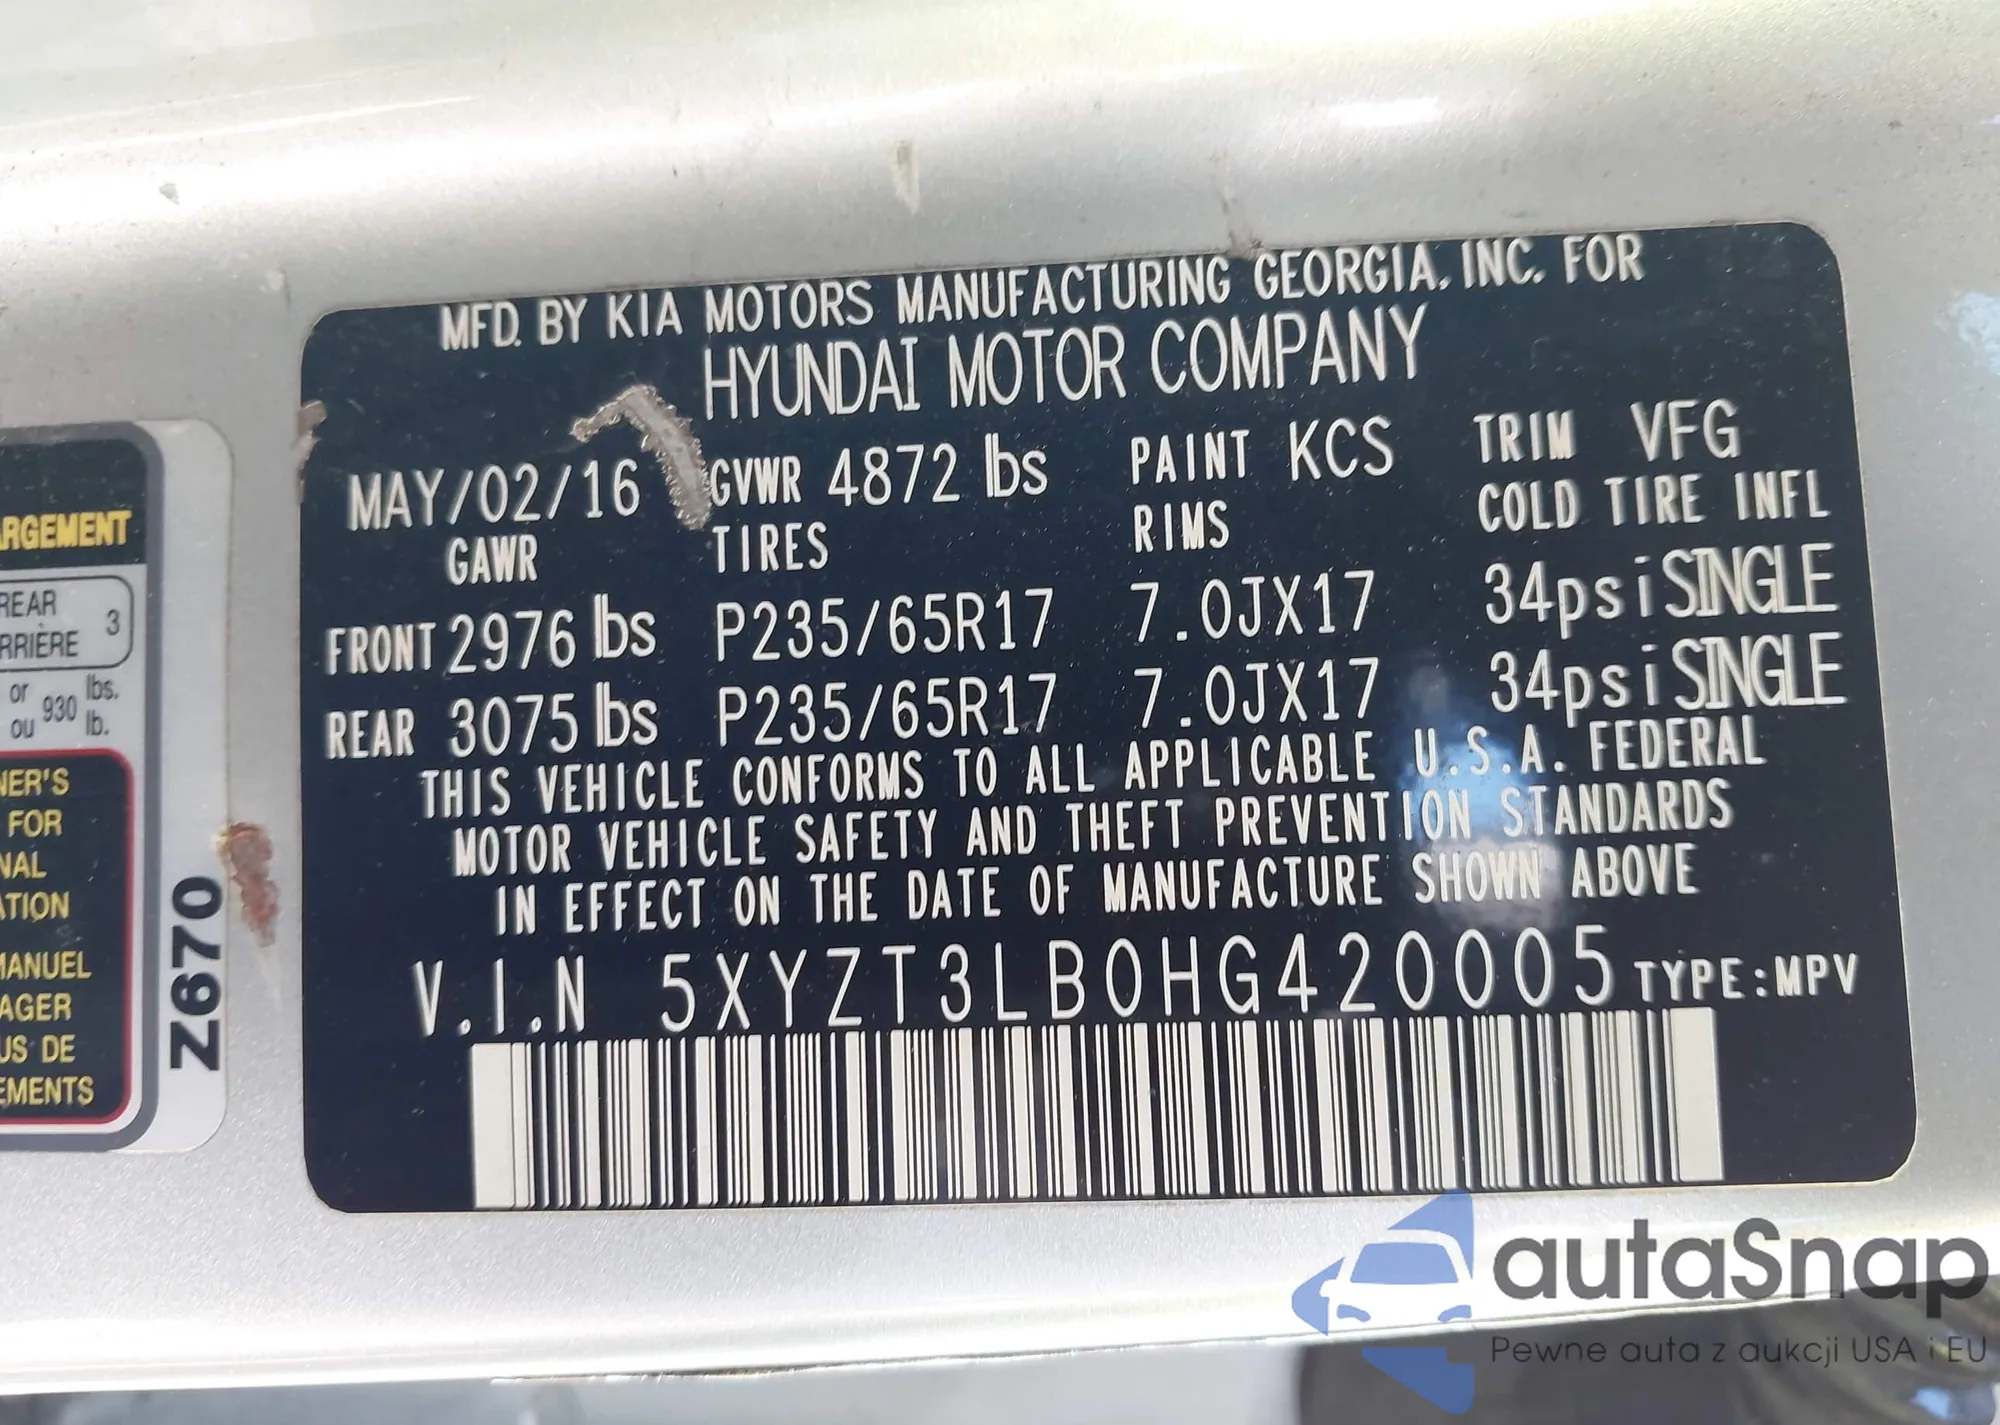 MFD. BY KIA MOTORS MANUFACTURING GEORGIA, INC. FOR
HYUNDAI MOTOR COMPANY
MAY/02/16 GVWR 4872 lbs PAINT KCS TRIM VFG
GAWR TIRES RIMS COLD TIRE INFL
FRONT 2976 lbs P235/65R17 7.0JX17 34psi SINGLE
REAR 3075 lbs P235/65R17 7.0JX17 34psi SINGLE
THIS VEHICLE CONFORMS TO ALL APPLICABLE U.S.A. FEDERAL
MOTOR VEHICLE SAFETY AND THEFT PREVENTION STANDARDS
IN EFFECT ON THE DATE OF MANUFACTURE SHOWN ABOVE
V.I.N 5XYZT3LB0HG420005 TYPE:MPV
ARGEMENT
REAR 3
RRIÈRE
or 930 lbs.
ou lb.
NER'S
FOR
NAL
ATION
MANUEL
AGER
US DE
EMENTS
Z670
autaSnap
Pewne auta z aukcji USA i EU